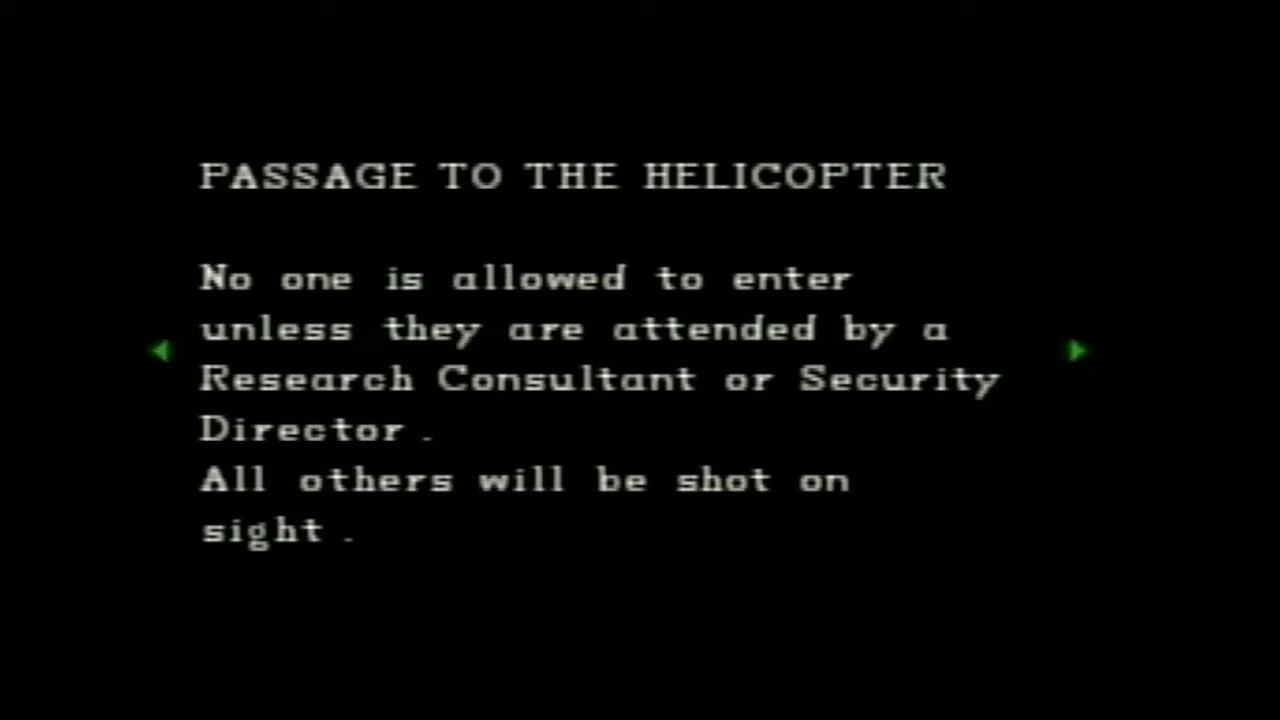 PASSAGE TO THE HELICOPTER
No one is allowed to enter
unless they are attended by a
Research Consultant or Security
Director .
All others will be shot on
sight .